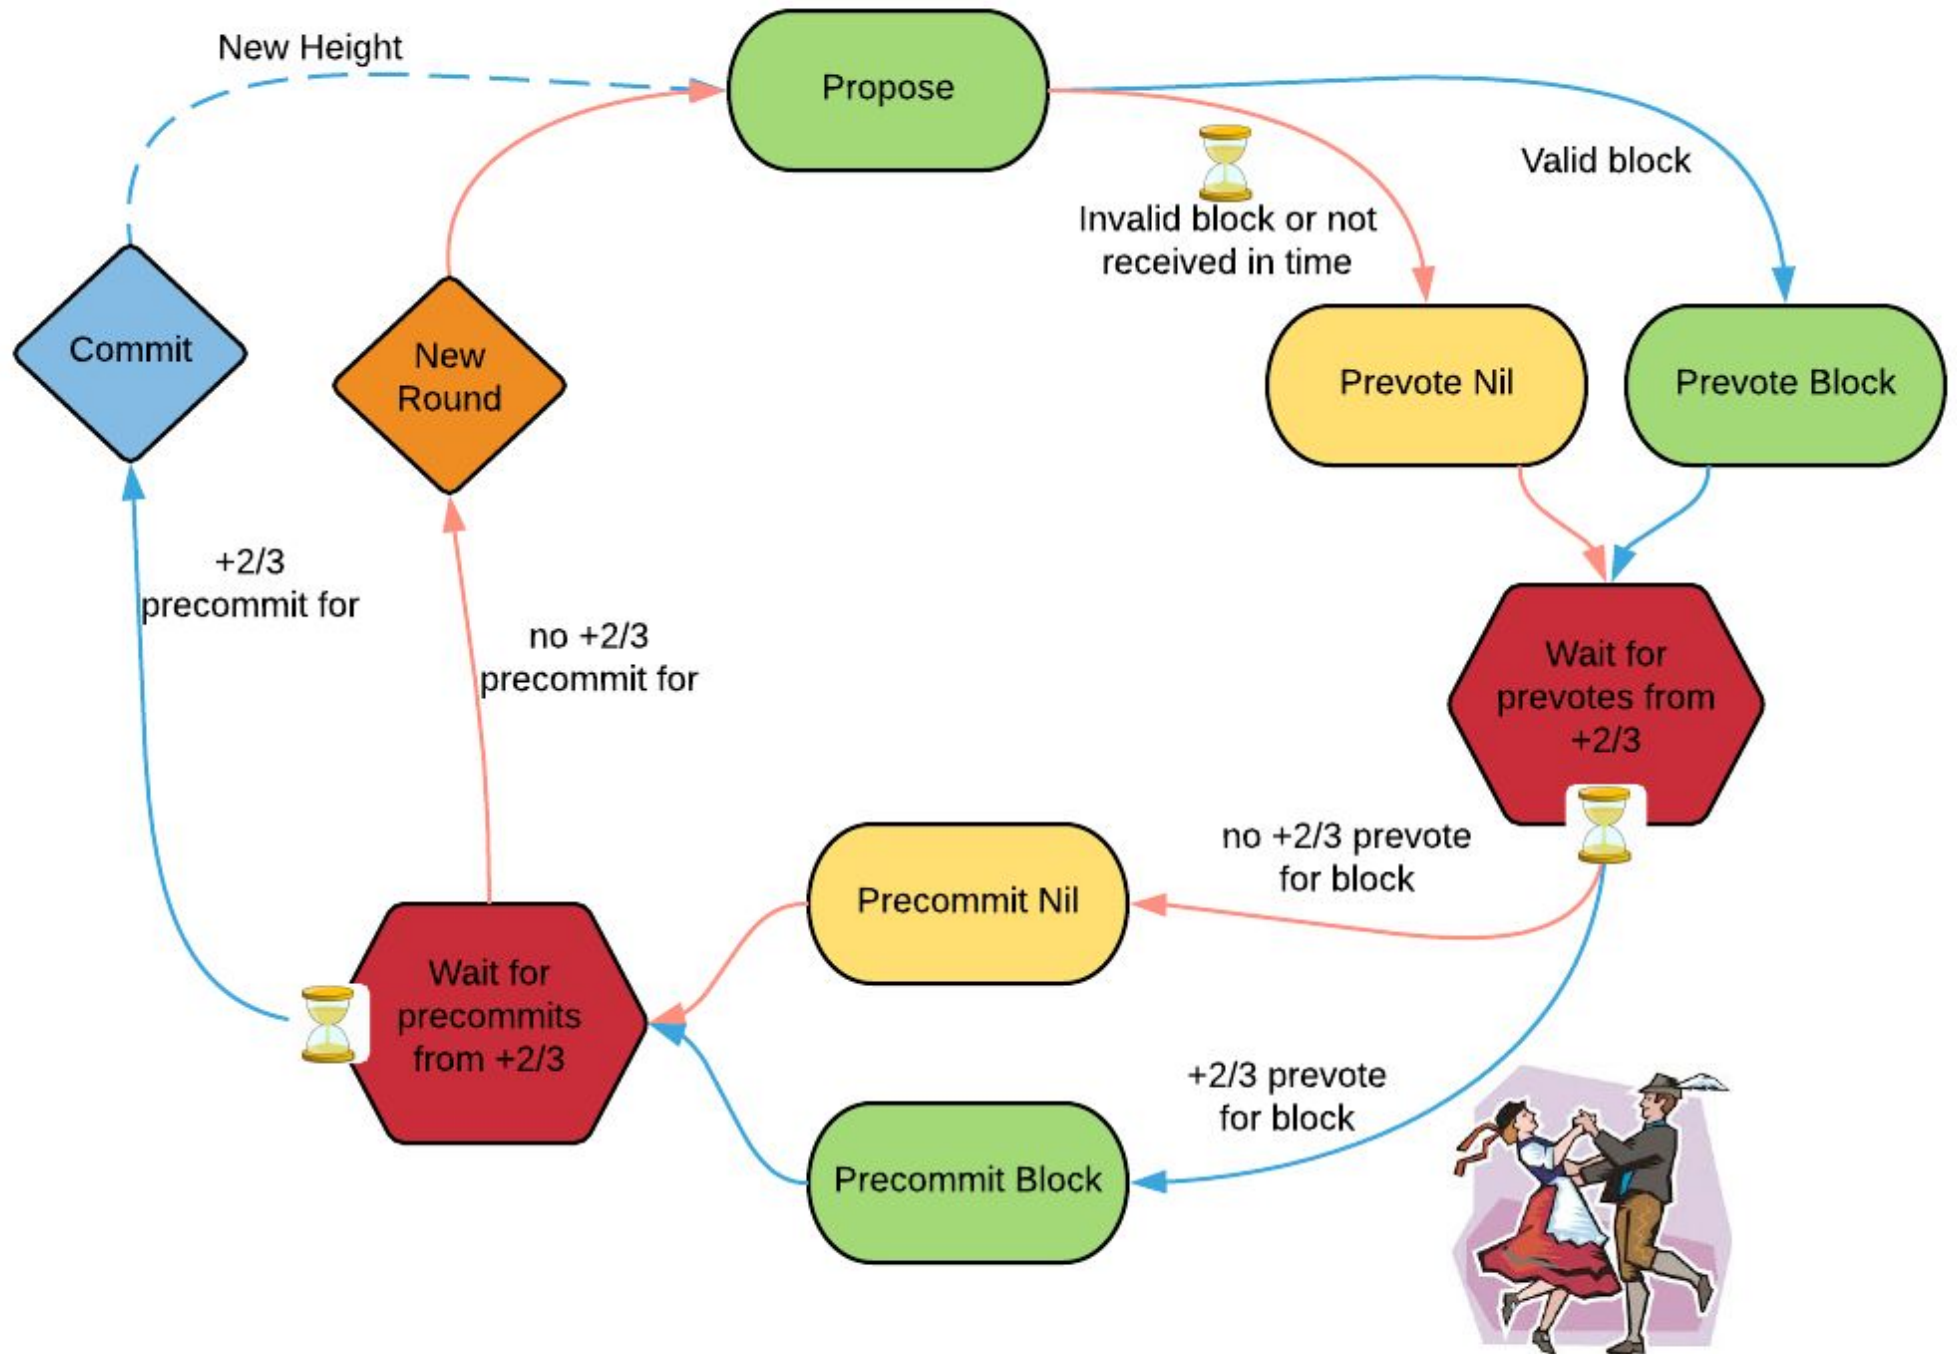 New Height
Propose
Valid block
Invalid block or not
received in time
Commit
New
Round
Prevote Nil
Prevote Block
+2/3
precommit for
no +2/3
precommit for
Wait for
prevotes from
+2/3
no +2/3 prevote
for block
Precommit Nil
Wait for
precommits
from +2/3
+2/3 prevote
for block
Precommit Block